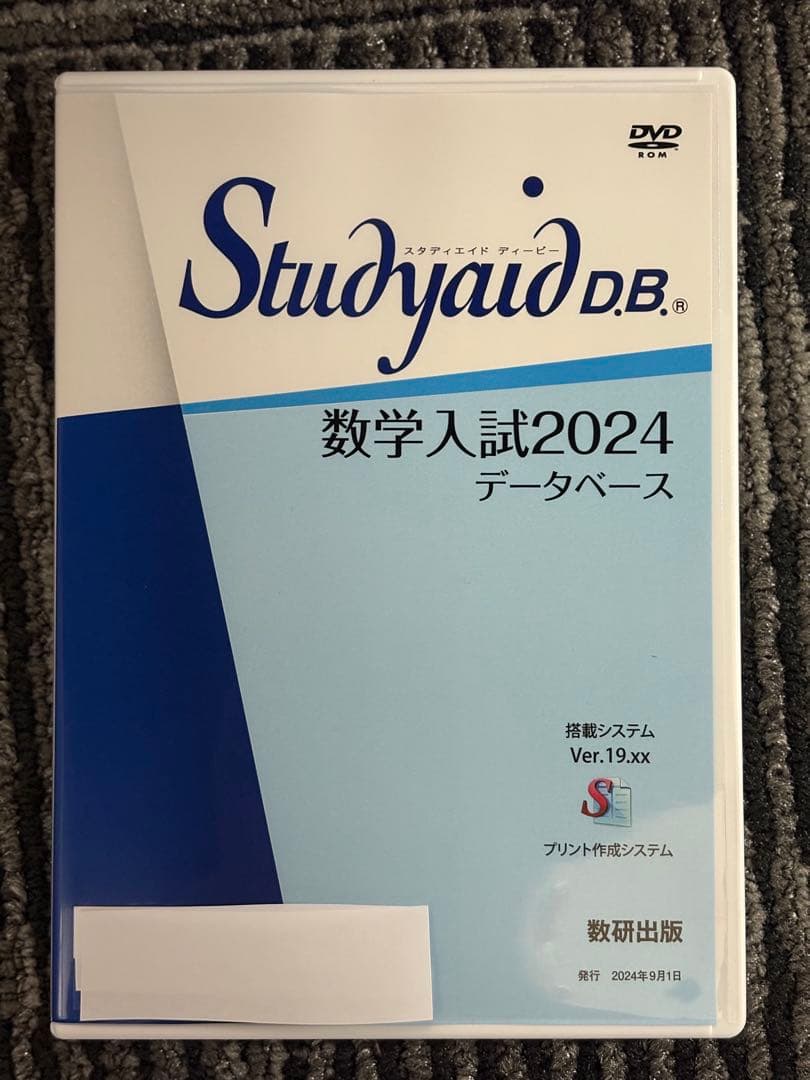 DVD
ROM
スタディエイド ディービー
Studyaid D.B.®
数学入試2024
データベース
搭載システム
Ver.19.xx
S
プリント作成システム
数研出版
発行 2024年9月1日